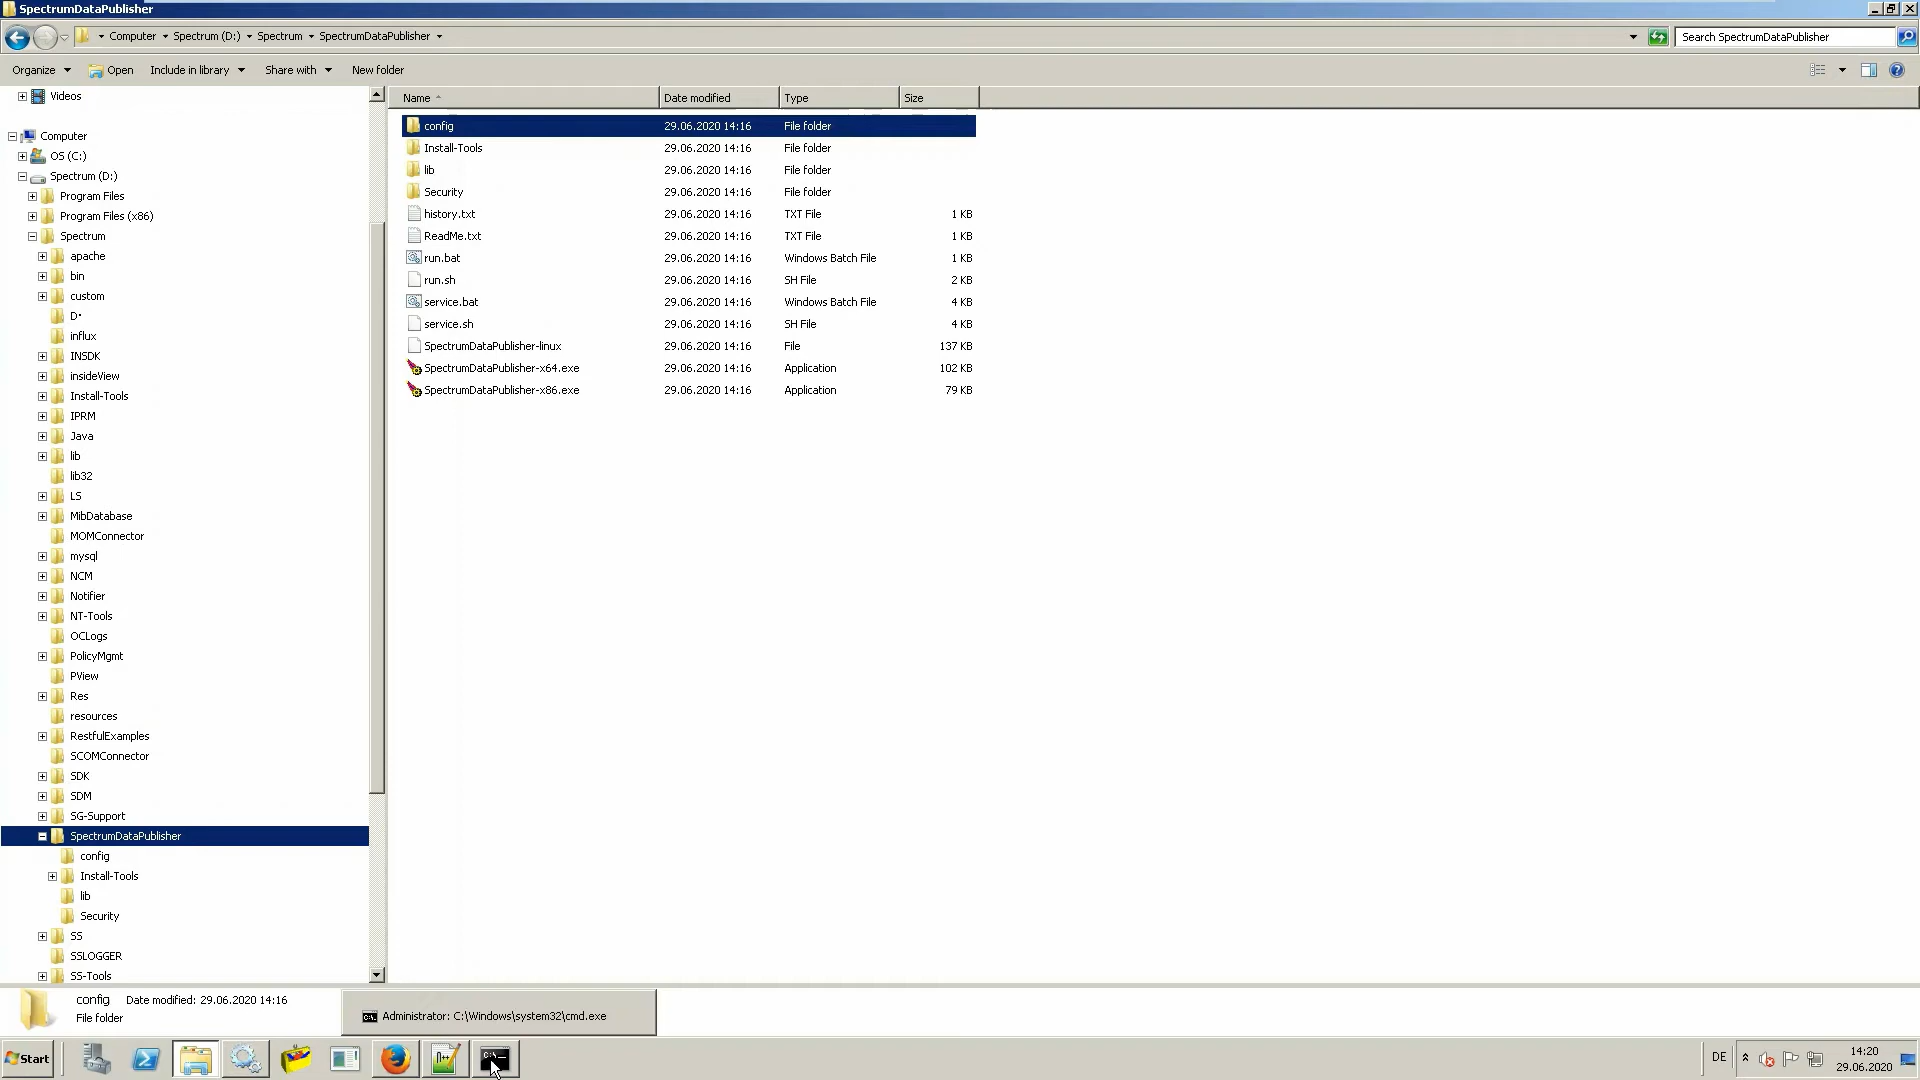 SpectrumDataPublisher
Computer Spectrum (D:) Spectrum SpectrumDataPublisher
Search SpectrumDataPublisher
Organize Open Include in library Share with New folder
Videos
Computer
OS (C:)
Spectrum (D:)
Program Files
Program Files (x86)
Spectrum
apache
bin
custom
influx
INSDK
insideView
Install-Tools
IPRM
Java
lib
lib32
LS
MibDatabase
MOMConnector
mysql
NCM
Notifier
NT-Tools
OCLogs
PolicyMgmt
PView
Res
resources
RestfulExamples
SCOMConnector
SDK
SDM
SG-Support
SpectrumDataPublisher
config
Install-Tools
lib
Security
SS
SSLOGGER
SS-Tools
Name Date modified Type Size
config 29.06.2020 14:16 File folder
Install-Tools 29.06.2020 14:16 File folder
lib 29.06.2020 14:16 File folder
Security 29.06.2020 14:16 File folder
history.txt 29.06.2020 14:16 TXT File 1 KB
ReadMe.txt 29.06.2020 14:16 TXT File 1 KB
run.bat 29.06.2020 14:16 Windows Batch File 1 KB
run.sh 29.06.2020 14:16 SH File 2 KB
service.bat 29.06.2020 14:16 Windows Batch File 4 KB
service.sh 29.06.2020 14:16 SH File 4 KB
SpectrumDataPublisher-linux 29.06.2020 14:16 File 137 KB
SpectrumDataPublisher-x64.exe 29.06.2020 14:16 Application 102 KB
SpectrumDataPublisher-x86.exe 29.06.2020 14:16 Application 79 KB
config Date modified: 29.06.2020 14:16
File folder
Administrator: C:\Windows\system32\cmd.exe
Start
DE
14:20
29.06.2020